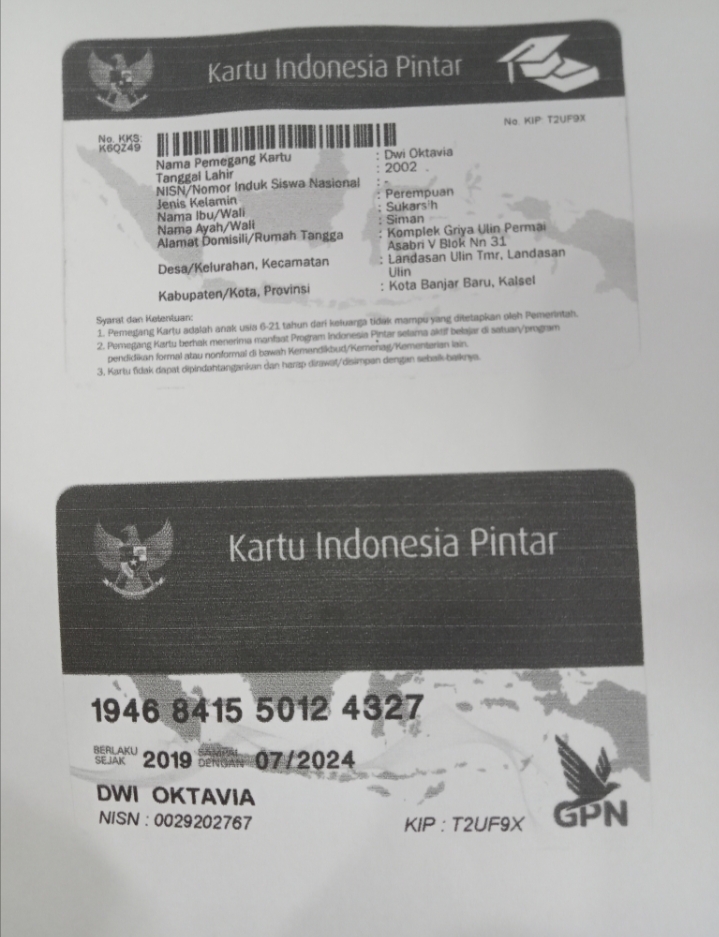 Kartu Indonesia Pintar
No. KIP: T2UF9X
No. KKS:
K6QZ49
Nama Pemegang Kartu : Dwi Oktavia
Tanggal Lahir : 2002
NISN/Nomor Induk Siswa Nasional : -
Jenis Kelamin : Perempuan
Nama Ibu/Wali : Sukarsih
Nama Ayah/Wali : Siman
Alamat Domisili/Rumah Tangga : Komplek Griya Ulin Permai
Asabri V Blok Nn 31
Desa/Kelurahan, Kecamatan : Landasan Ulin Tmr, Landasan
Ulin
Kabupaten/Kota, Provinsi : Kota Banjar Baru, Kalsel
Syarat dan Ketentuan:
1. Pemegang Kartu adalah anak usia 6-21 tahun dari keluarga tidak mampu yang ditetapkan oleh Pemerintah.
2. Pemegang Kartu berhak menerima manfaat Program Indonesia Pintar selama aktif belajar di satuan/program
pendidikan formal atau nonformal di bawah Kemendikbud/Kemenag/Kementerian lain.
3. Kartu tidak dapat dipindahtangankan dan harap dirawat/disimpan dengan sebaik-baiknya.
Kartu Indonesia Pintar
1946 8415 5012 4327
BERLAKU SEJAK 2019 SAMPAI DENGAN 07/2024
DWI OKTAVIA
NISN : 0029202767
KIP : T2UF9X
GPN